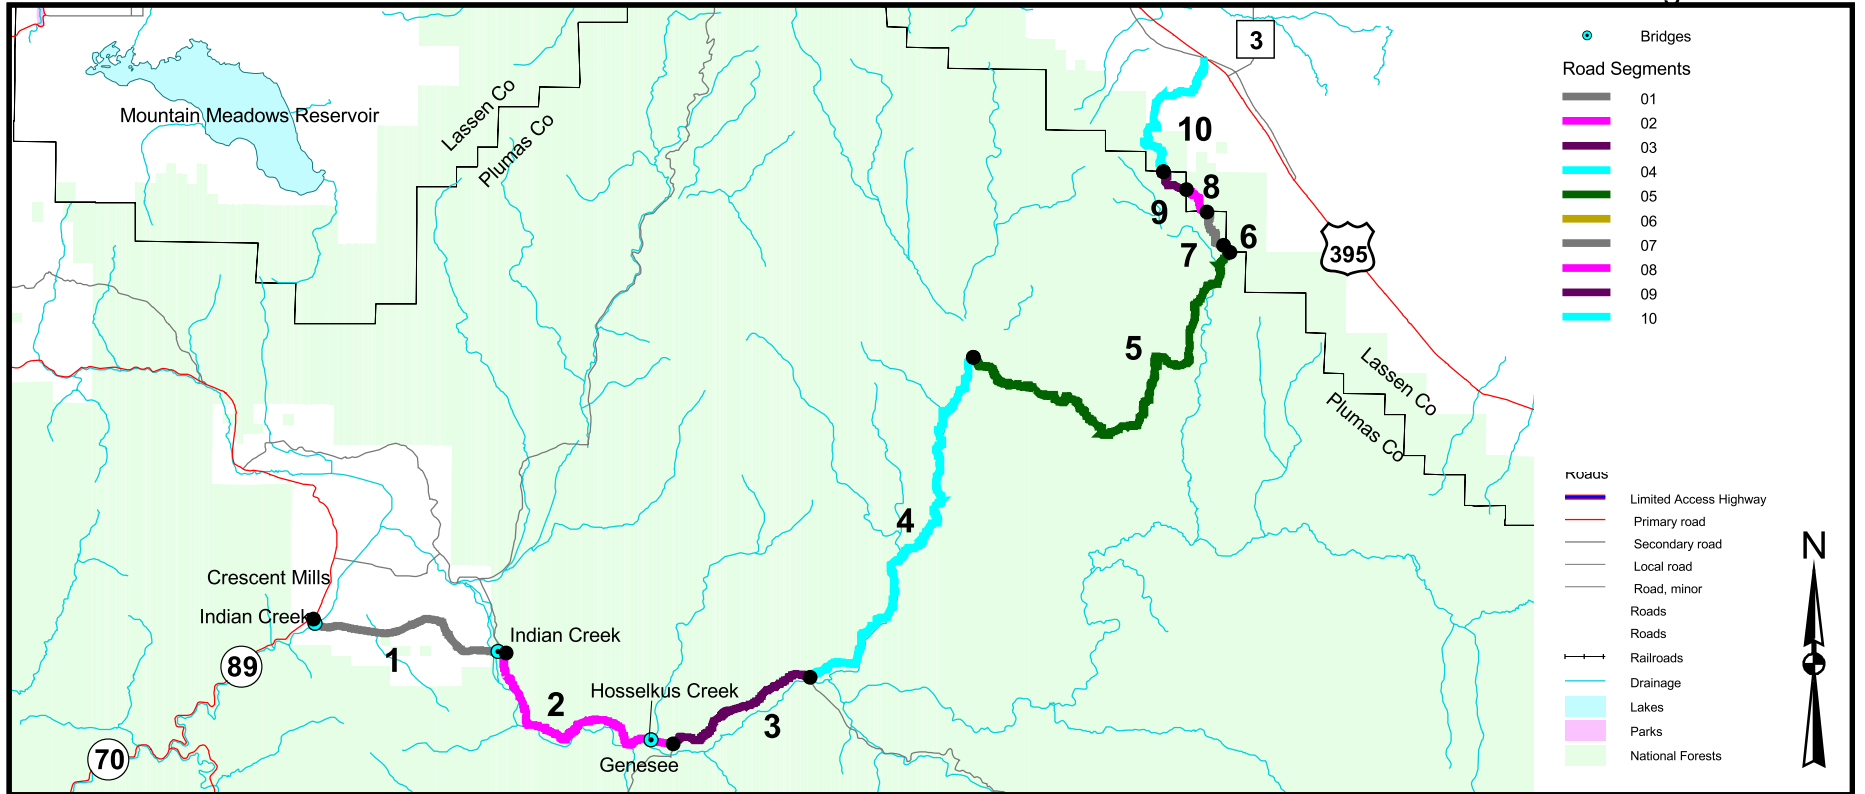 3
Bridges
Road Segments
01
02
03
04
05
06
07
08
09
10
Mountain Meadows Reservoir
Lassen Co
Plumas Co
10
8
9
6
7
395
5
Lassen Co
Plumas Co
4
Roads
Limited Access Highway
Primary road
Secondary road
Local road
Road, minor
Roads
Roads
Railroads
Drainage
Lakes
Parks
National Forests
N
Crescent Mills
Indian Creek
Indian Creek
1
89
Hosselkus Creek
2
3
Genesee
70